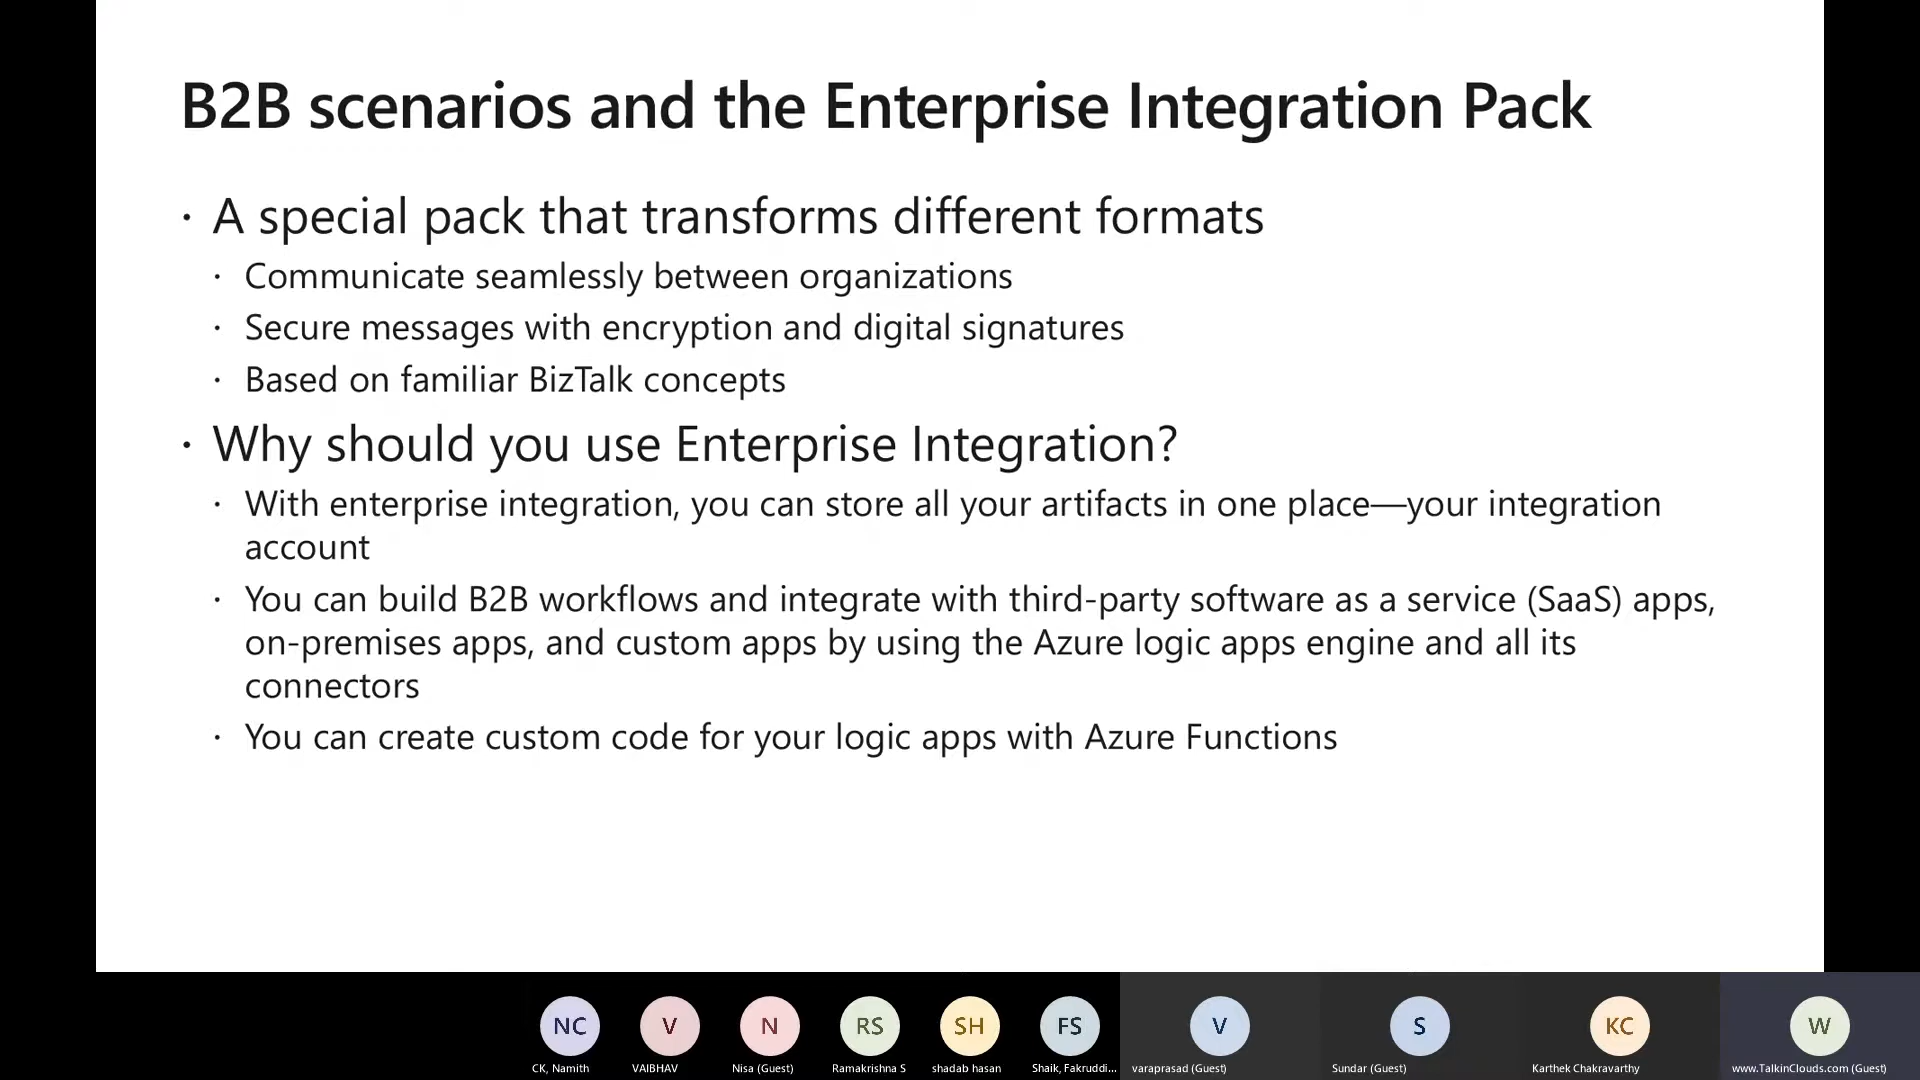 B2B scenarios and the Enterprise Integration Pack
• A special pack that transforms different formats
• Communicate seamlessly between organizations
• Secure messages with encryption and digital signatures
• Based on familiar BizTalk concepts
• Why should you use Enterprise Integration?
• With enterprise integration, you can store all your artifacts in one place—your integration
account
• You can build B2B workflows and integrate with third-party software as a service (SaaS) apps,
on-premises apps, and custom apps by using the Azure logic apps engine and all its
connectors
• You can create custom code for your logic apps with Azure Functions
NC V N RS SH FS V S KC W
CK, Namith VAIBHAV Nisa (Guest) Ramakrishna S shadab hasan Shaik, Fakruddi... varaprasad (Guest) Sundar (Guest) Karthek Chakravarthy www.TalkinClouds.com (Guest)